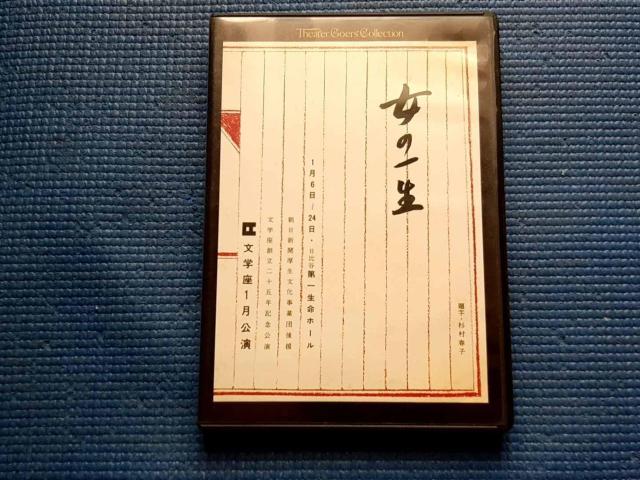 Theater Goers' Collection
女の一生
題字・杉村春子
1月6日/24日・日比谷第一生命ホール
朝日新聞厚生文化事業団後援
文学座創立二十五年記念公演
文学座1月公演